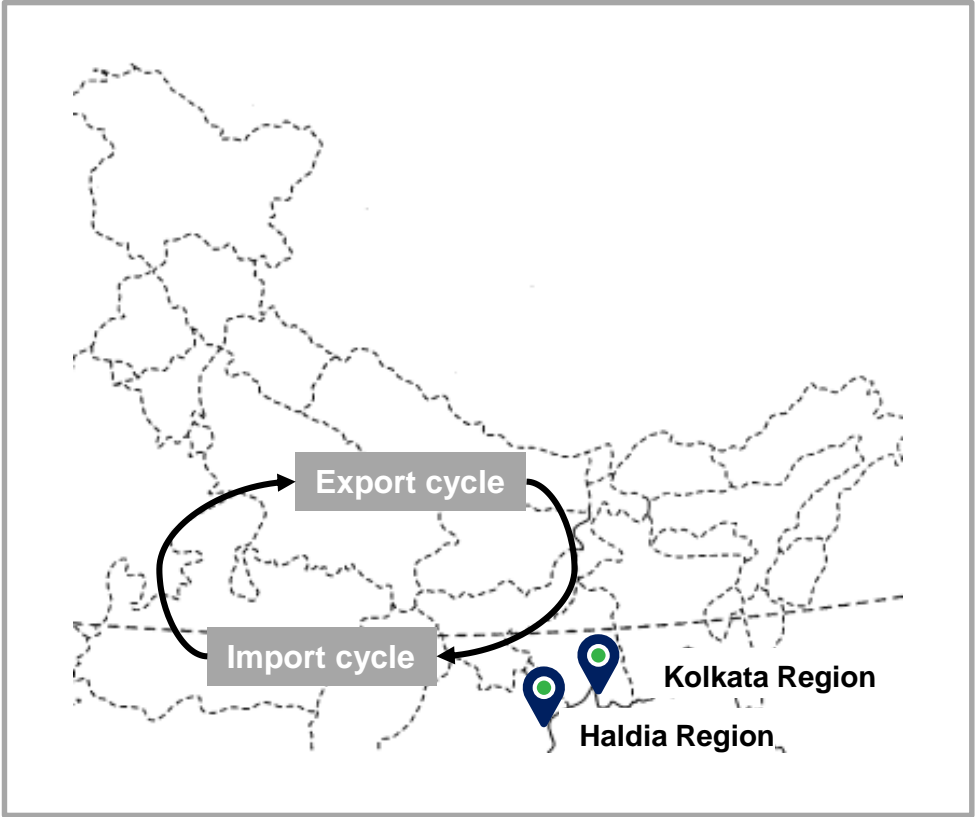 Export cycle
Import cycle
Kolkata Region
Haldia Region